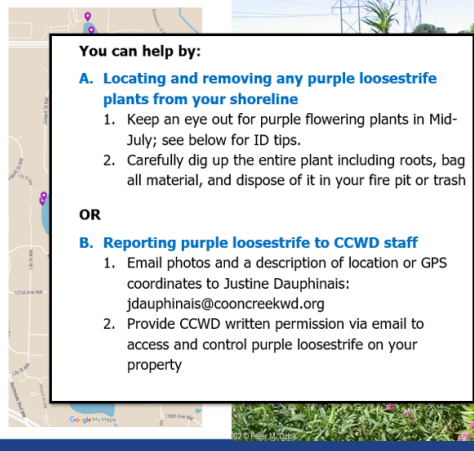 You can help by:
A. Locating and removing any purple loosestrife
plants from your shoreline
1. Keep an eye out for purple flowering plants in Mid-
July; see below for ID tips.
2. Carefully dig up the entire plant including roots, bag
all material, and dispose of it in your fire pit or trash
OR
B. Reporting purple loosestrife to CCWD staff
1. Email photos and a description of location or GPS
coordinates to Justine Dauphinais:
jdauphinais@cooncreekwd.org
2. Provide CCWD written permission via email to
access and control purple loosestrife on your
property
Google My Maps